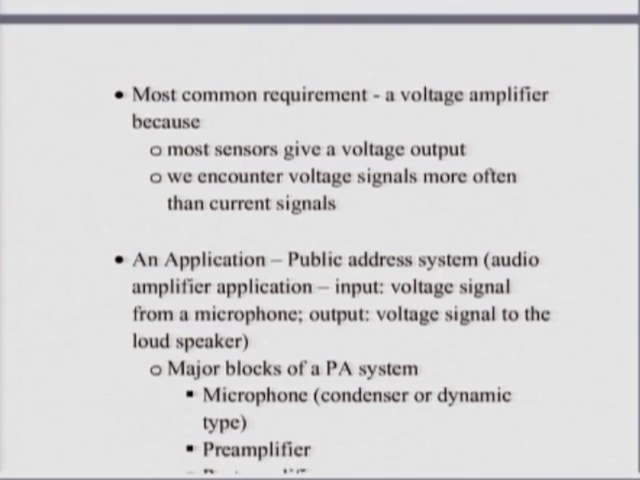 • Most common requirement - a voltage amplifier
because
o most sensors give a voltage output
o we encounter voltage signals more often
than current signals
• An Application – Public address system (audio
amplifier application – input: voltage signal
from a microphone; output: voltage signal to the
loud speaker)
o Major blocks of a PA system
▪ Microphone (condenser or dynamic
type)
▪ Preamplifier